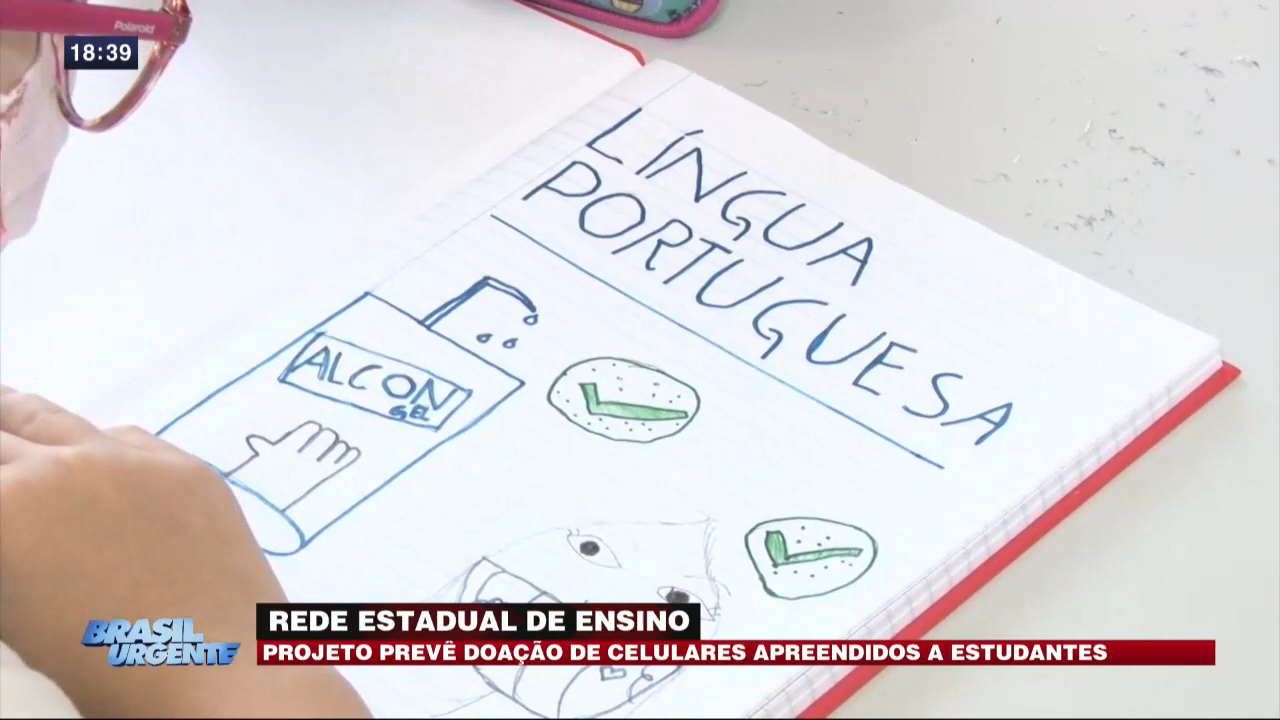 Polaroid
18:39
LÍNGUA
PORTUGUESA
ALCON
GEL
REDE ESTADUAL DE ENSINO
BRASIL
URGENTE
PROJETO PREVÊ DOAÇÃO DE CELULARES APREENDIDOS A ESTUDANTES